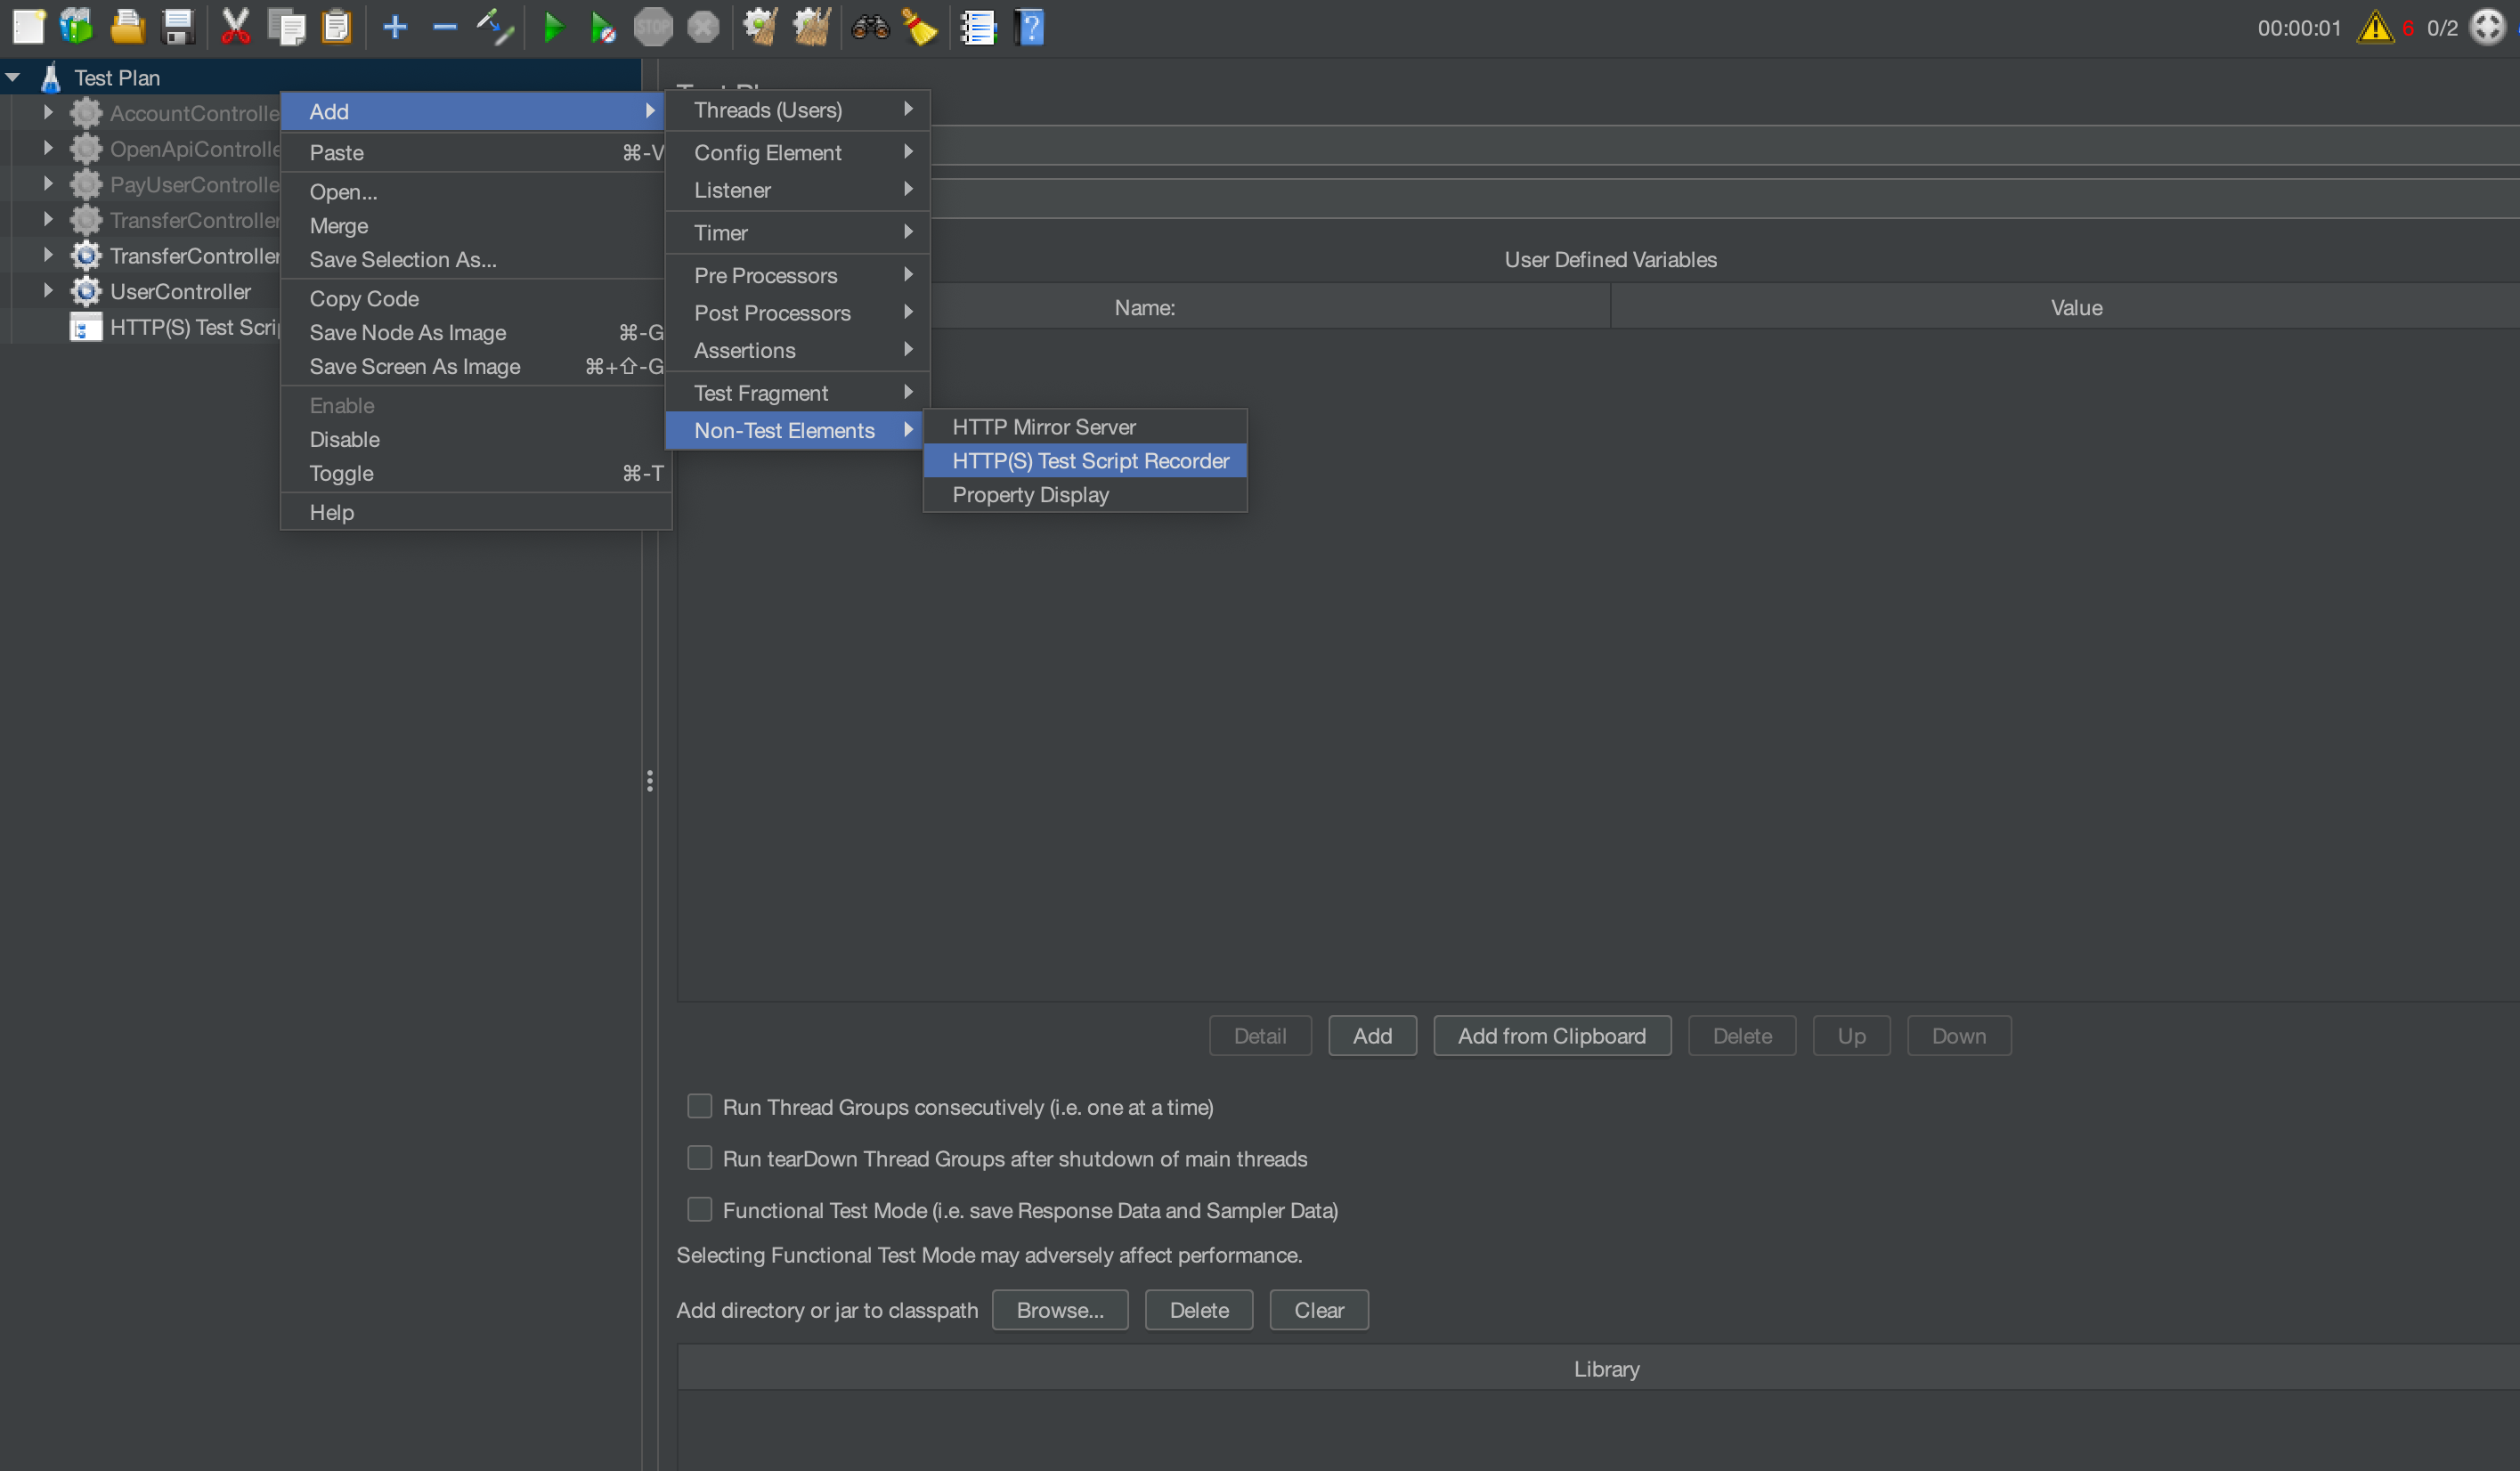 STOP
00:00:01 6 0/2
Test Plan
AccountControlle
OpenApiControlle
PayUserControlle
TransferController
TransferController
UserController
HTTP(S) Test Scrip
Add
Paste ⌘-V
Open...
Merge
Save Selection As...
Copy Code
Save Node As Image ⌘-G
Save Screen As Image ⌘+⇧-G
Enable
Disable
Toggle ⌘-T
Help
Threads (Users)
Config Element
Listener
Timer
Pre Processors
Post Processors
Assertions
Test Fragment
Non-Test Elements
HTTP Mirror Server
HTTP(S) Test Script Recorder
Property Display
User Defined Variables
Name: Value
Detail Add Add from Clipboard Delete Up Down
Run Thread Groups consecutively (i.e. one at a time)
Run tearDown Thread Groups after shutdown of main threads
Functional Test Mode (i.e. save Response Data and Sampler Data)
Selecting Functional Test Mode may adversely affect performance.
Add directory or jar to classpath Browse... Delete Clear
Library